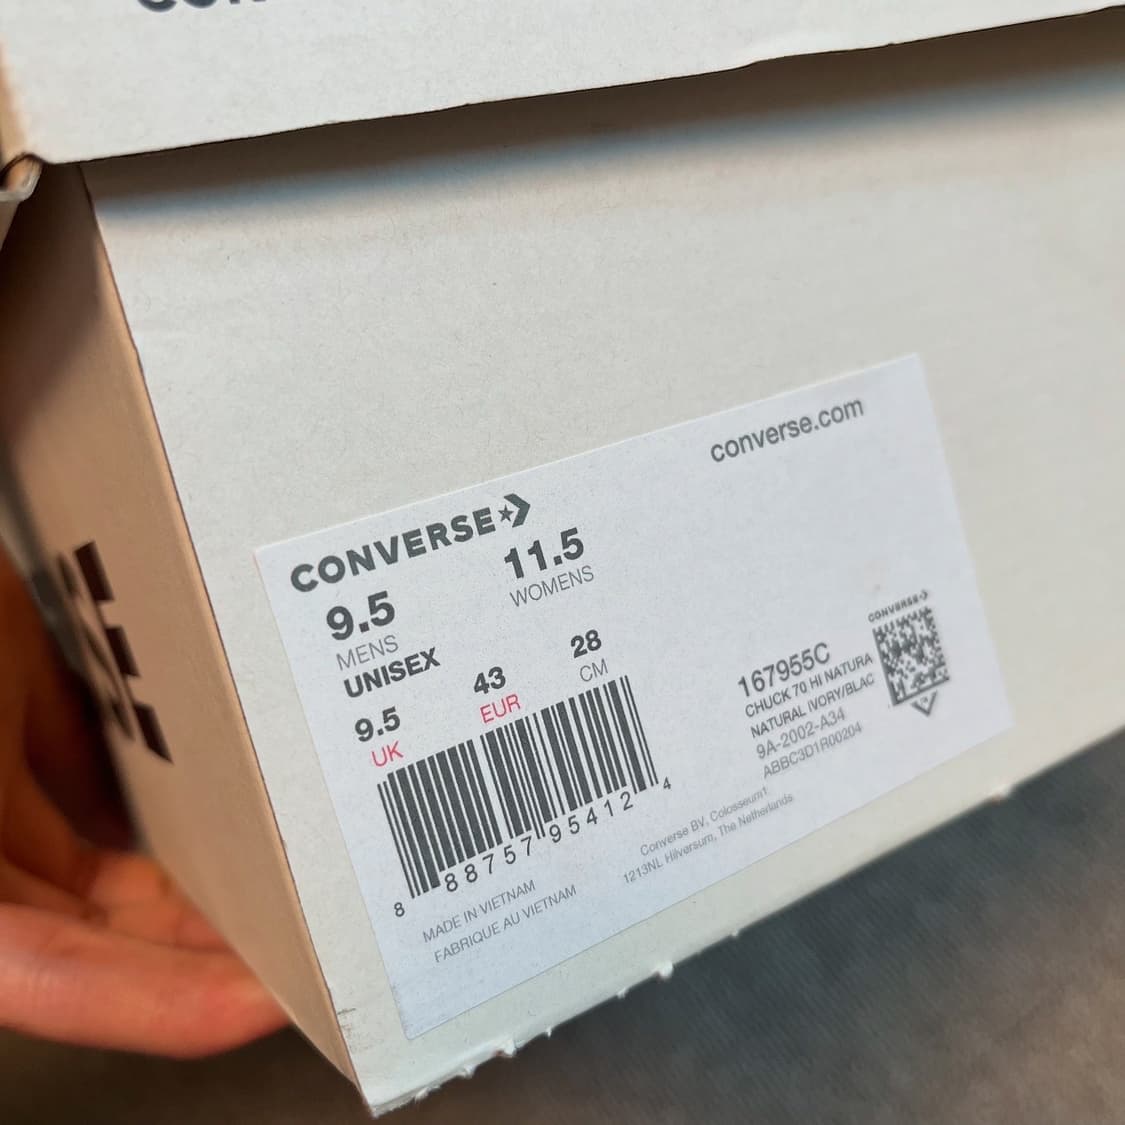 converse.com
CONVERSE
9.5
MENS
11.5
WOMENS
UNISEX
9.5
UK
43
EUR
28
CM
8 88757 95412 4
MADE IN VIETNAM
FABRIQUE AU VIETNAM
CONVERSE
167955C
CHUCK 70 HI NATURA
NATURAL IVORY/BLAC
9A-2002-A34
ABBC3D1R00204
Converse BV, Colosseum1,
1213NL Hilversum, The Netherlands